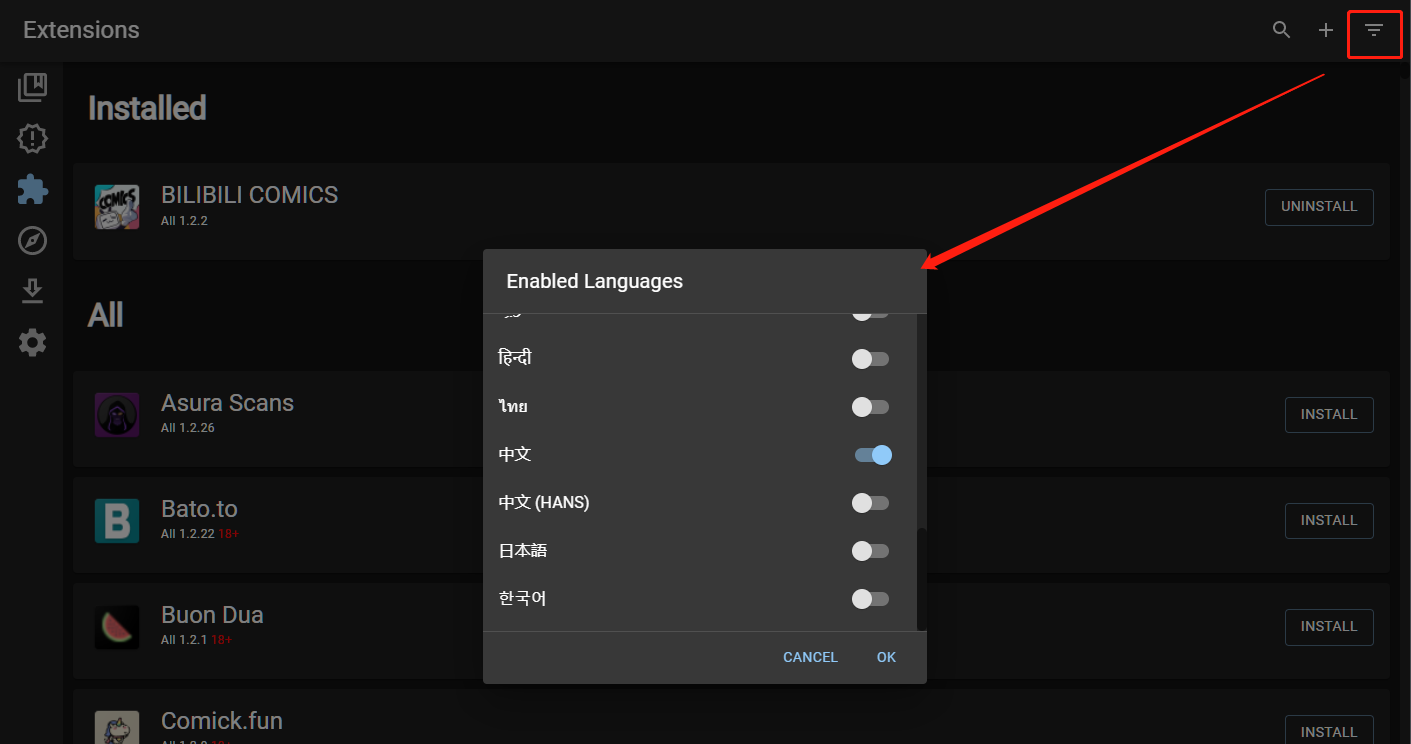 Extensions
Installed
BILIBILI COMICS
All 1.2.2
UNINSTALL
Enabled Languages
All
हिन्दी
Asura Scans
All 1.2.26
ไทย
INSTALL
中文
中文 (HANS)
Bato.to
All 1.2.22 18+
INSTALL
日本語
한국어
Buon Dua
All 1.2.1 18+
INSTALL
CANCEL
OK
Comick.fun
INSTALL